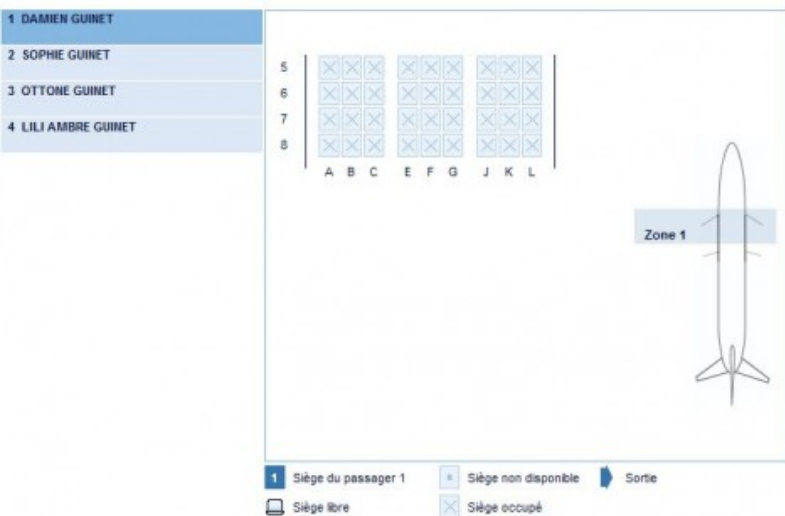 1 DAMIEN GUINET
2 SOPHIE GUINET
3 OTTONE GUINET
4 LILI AMBRE GUINET
5
6
7
8
A B C E F G J K L
Zone 1
1 Siège du passager 1 Siège non disponible Sortie
Siège libre Siège occupé